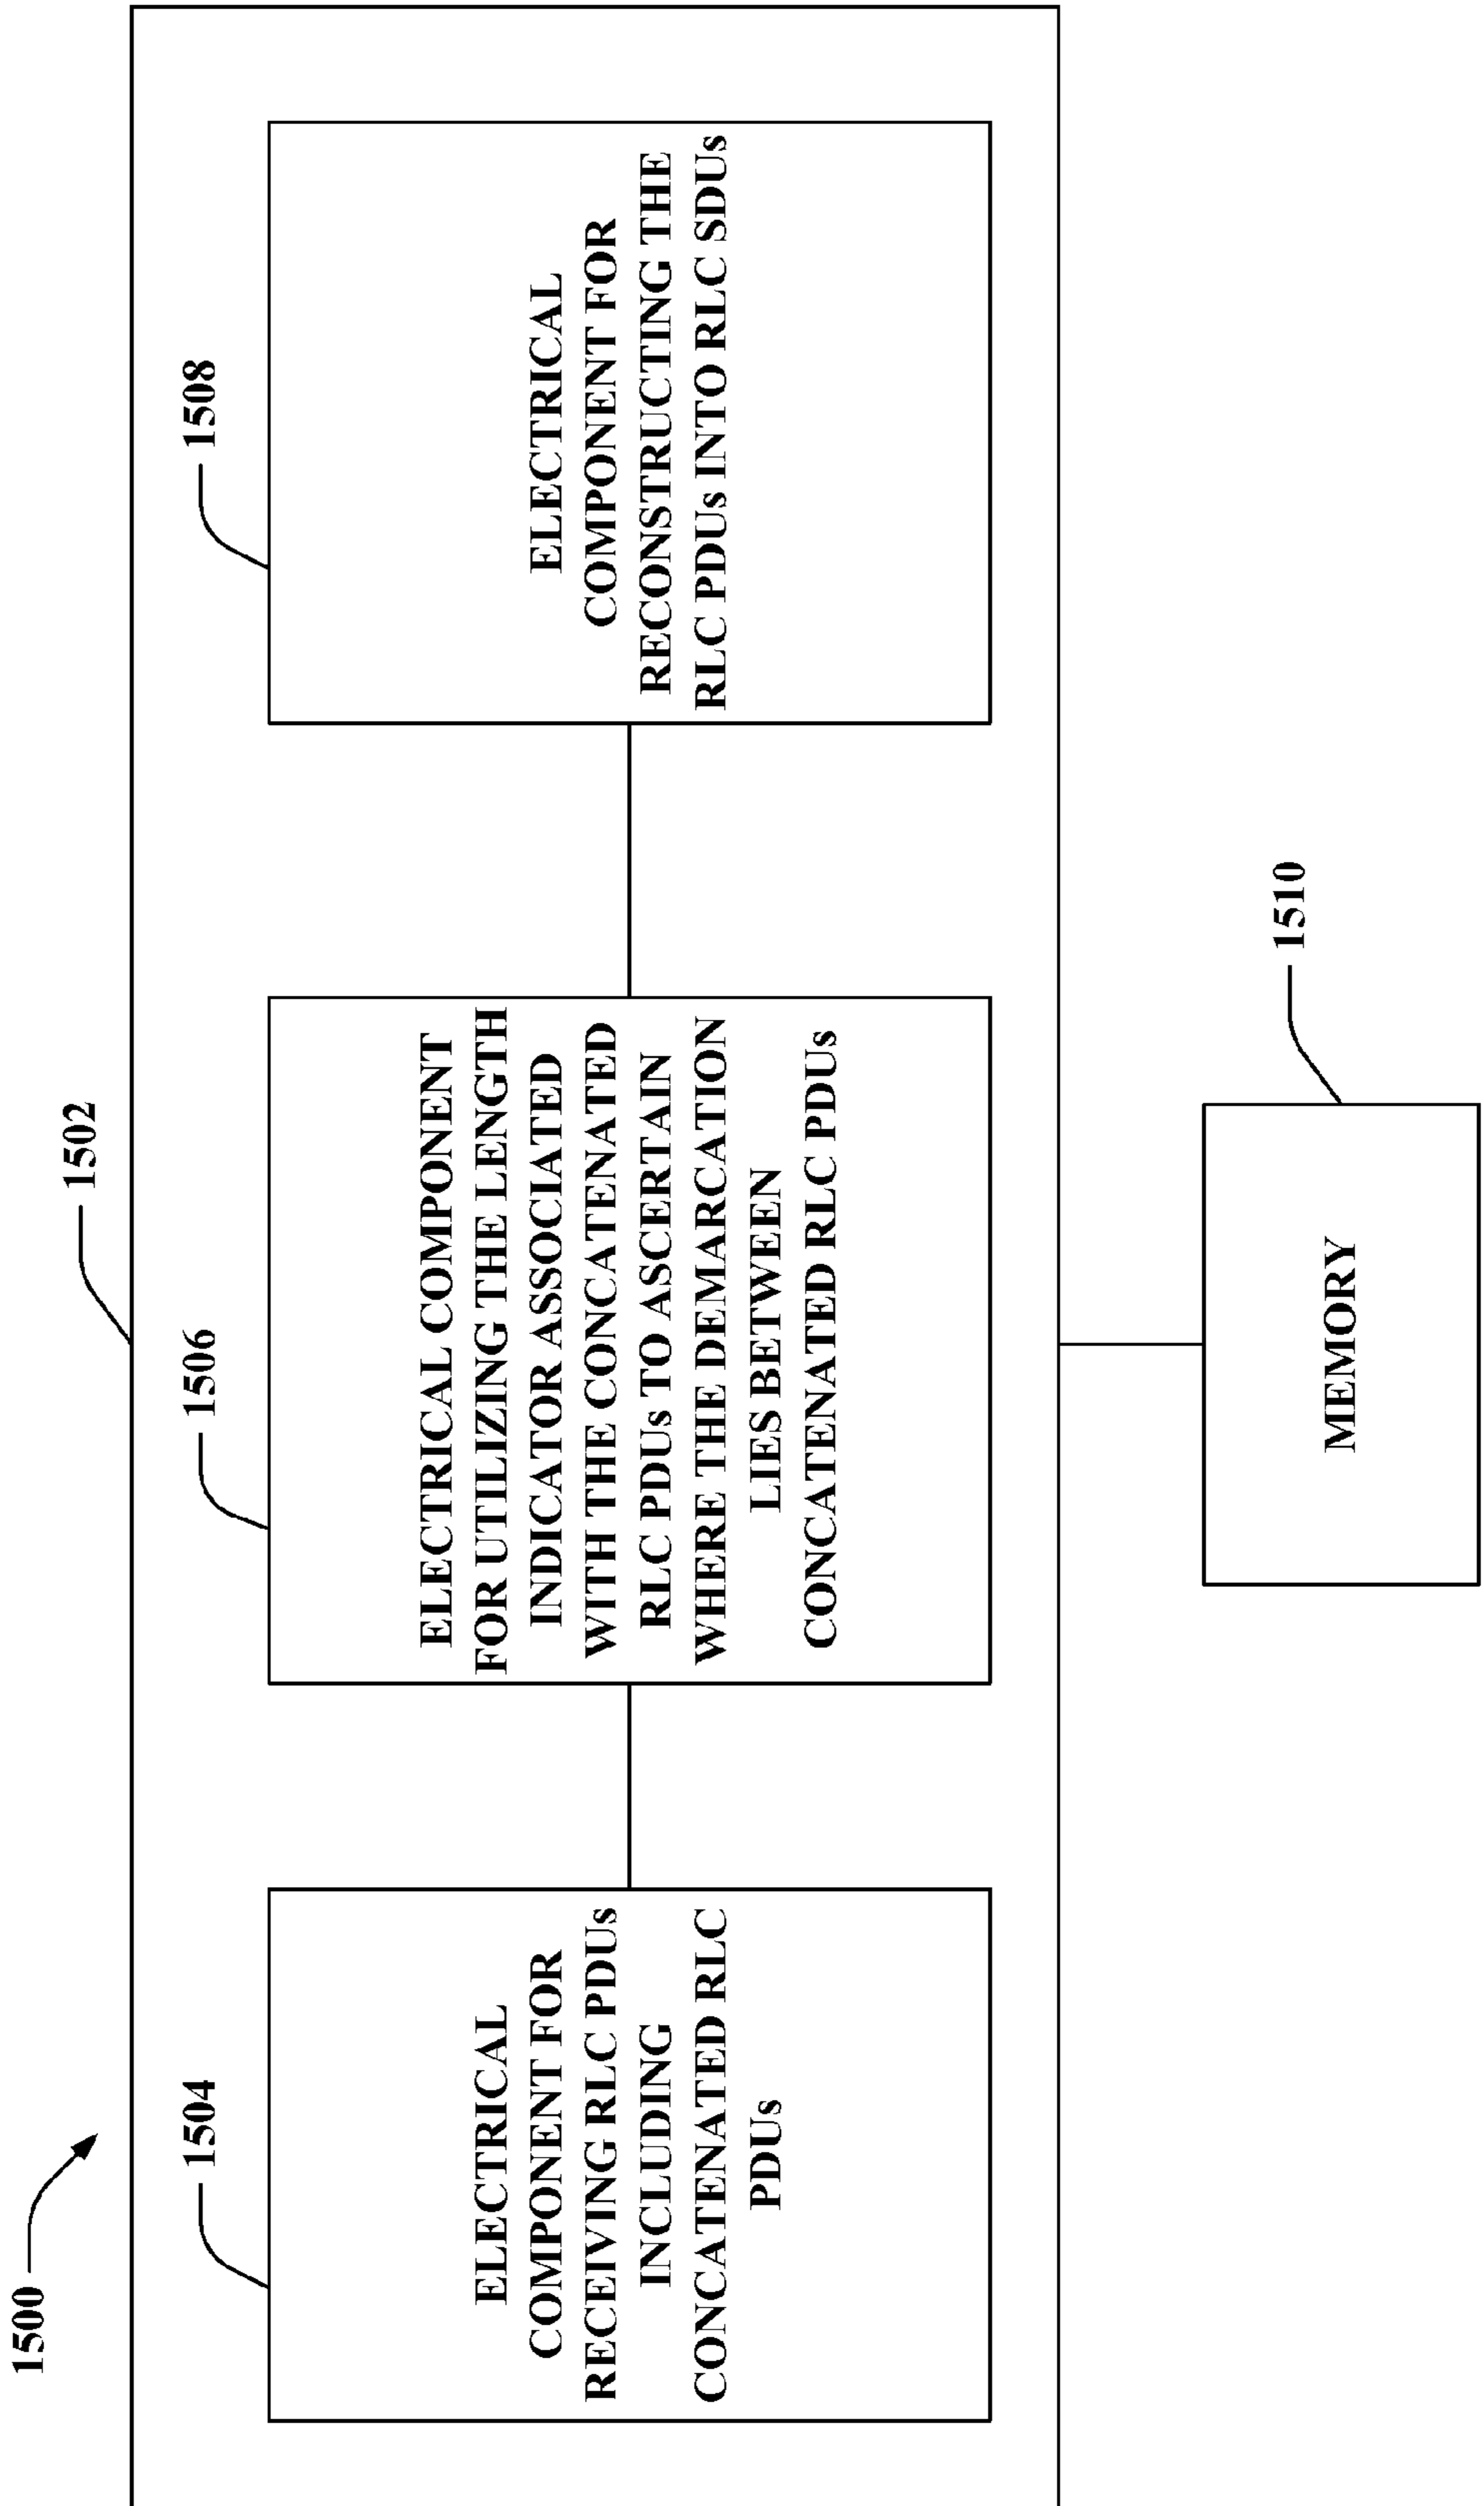 1500
1502
1504
ELECTRICAL
COMPONENT FOR
RECEIVING RLC PDUs
INCLUDING
CONCATENATED RLC
PDUs
1506
ELECTRICAL COMPONENT
FOR UTILIZING THE LENGTH
INDICATOR ASSOCIATED
WITH THE CONCATENATED
RLC PDUs TO ASCERTAIN
WHERE THE DEMARCATION
LIES BETWEEN
CONCATENATED RLC PDUs
1508
ELECTRICAL
COMPONENT FOR
RECONSTRUCTING THE
RLC PDUs INTO RLC SDUs
1510
MEMORY